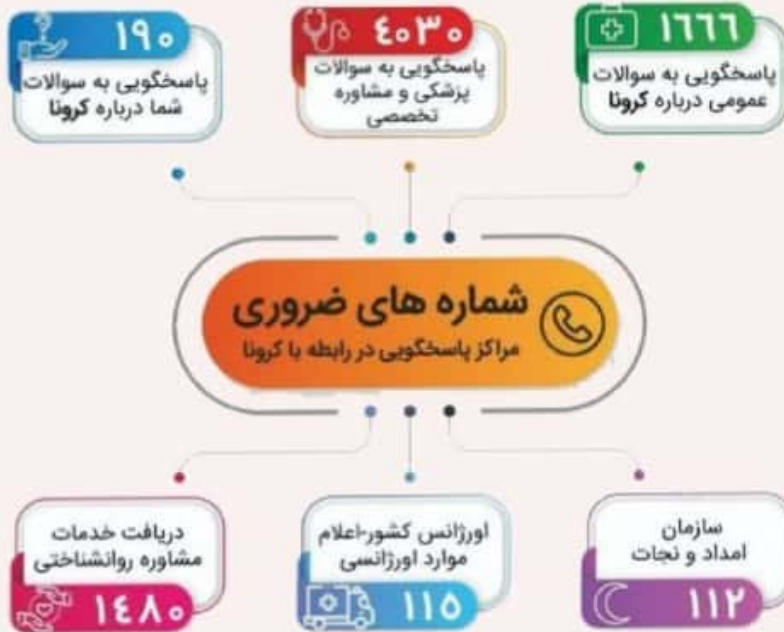 ۱۶۶۶
پاسخگویی به سوالات
عمومی درباره کرونا
۴۰۳۰
پاسخگویی به سوالات
پزشکی و مشاوره
تخصصی
۱۹۰
پاسخگویی به سوالات
شما درباره کرونا
شماره های ضروری
مراکز پاسخگویی در رابطه با کرونا
سازمان
امداد و نجات
۱۱۲
اورژانس کشور-اعلام
موارد اورژانسی
۱۱۵
دریافت خدمات
مشاوره روانشناختی
۱۴۸۰